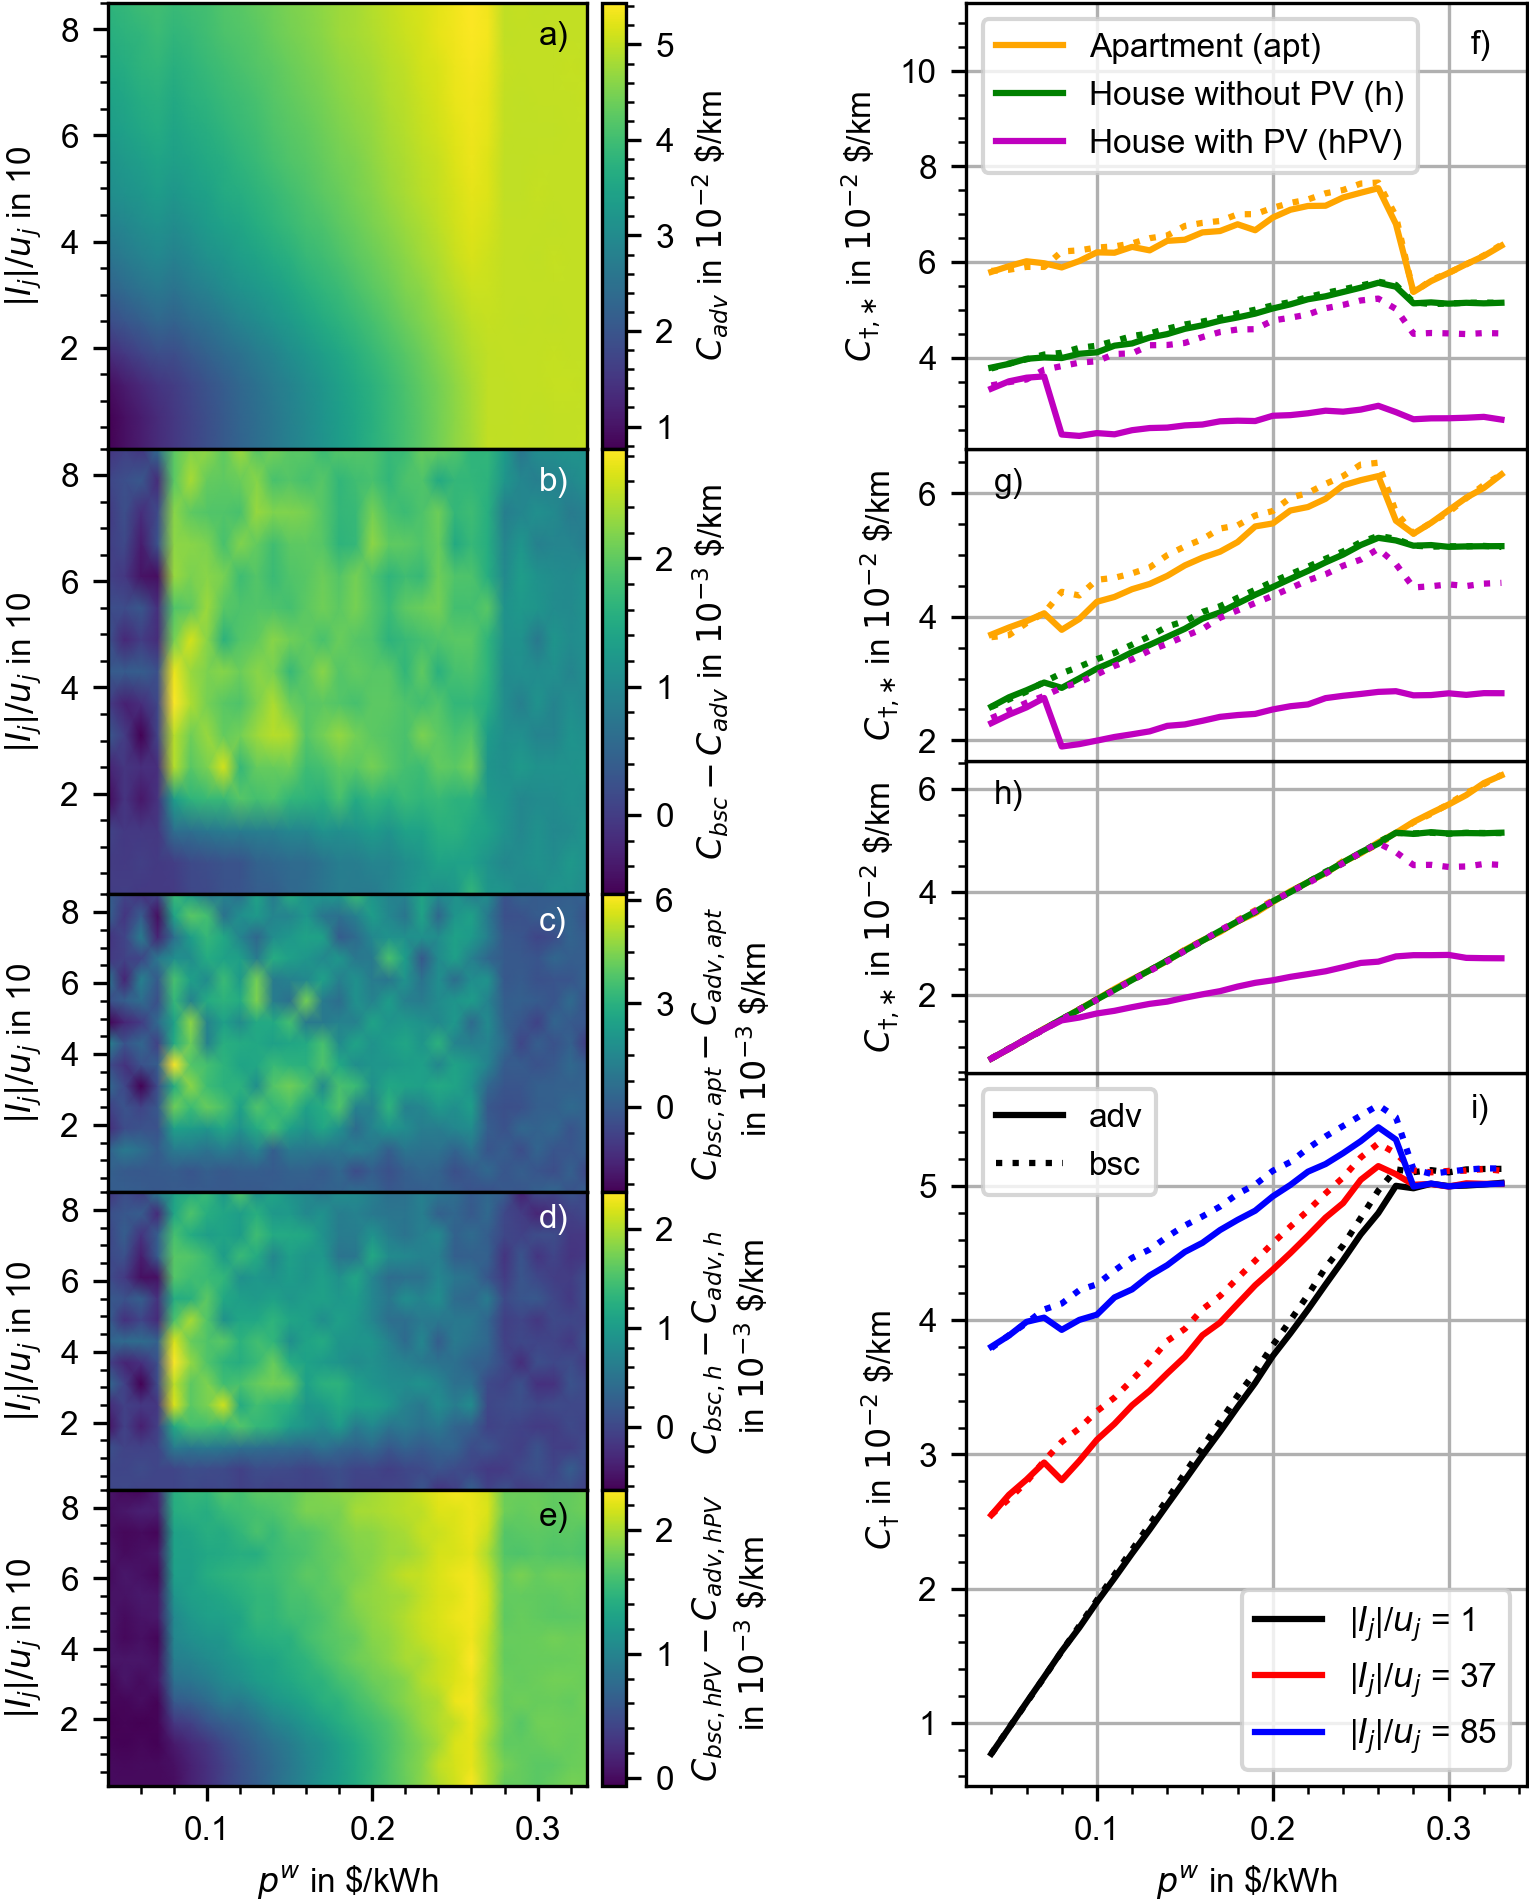 a)
8
6
4
2
|I_j|/u_j in 10
5
4
3
2
1
C_adv in 10^−2 $/km
b)
8
6
4
2
|I_j|/u_j in 10
2
1
0
C_bsc − C_adv in 10^−3 $/km
c)
8
6
4
2
|I_j|/u_j in 10
6
3
0
C_bsc,apt − C_adv,apt
in 10^−3 $/km
d)
8
6
4
2
|I_j|/u_j in 10
2
1
0
C_bsc,h − C_adv,h
in 10^−3 $/km
e)
8
6
4
2
|I_j|/u_j in 10
2
1
0
C_bsc,hPV − C_adv,hPV
in 10^−3 $/km
0.1 0.2 0.3
p^w in $/kWh
f)
Apartment (apt)
House without PV (h)
House with PV (hPV)
10
8
6
4
C_†,∗ in 10^−2 $/km
g)
6
4
2
C_†,∗ in 10^−2 $/km
h)
6
4
2
C_†,∗ in 10^−2 $/km
i)
adv
bsc
5
4
3
2
1
C_† in 10^−2 $/km
|I_j|/u_j = 1
|I_j|/u_j = 37
|I_j|/u_j = 85
0.1 0.2 0.3
p^w in $/kWh